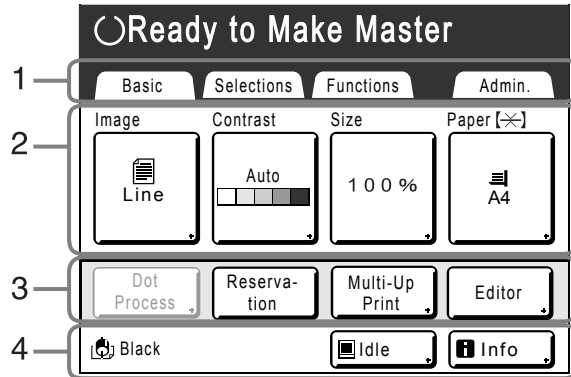 Ready to Make Master
1
Basic Selections Functions Admin.
2
Image Contrast Size Paper
Line Auto 100% A4
3
Dot Process
Reserva-
tion
Multi-Up
Print
Editor
4
Black Idle Info